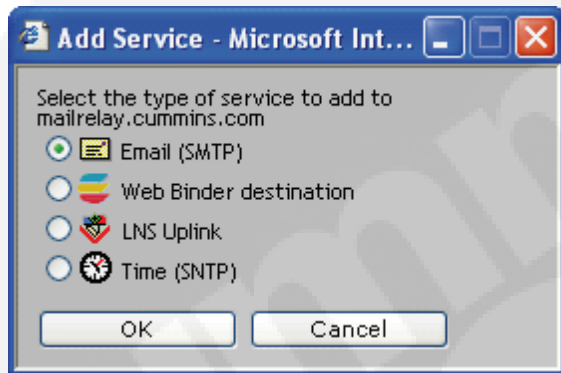 Add Service - Microsoft Int...
Select the type of service to add to
mailrelay.cummins.com
Email (SMTP)
Web Binder destination
LNS Uplink
Time (SNTP)
OK
Cancel